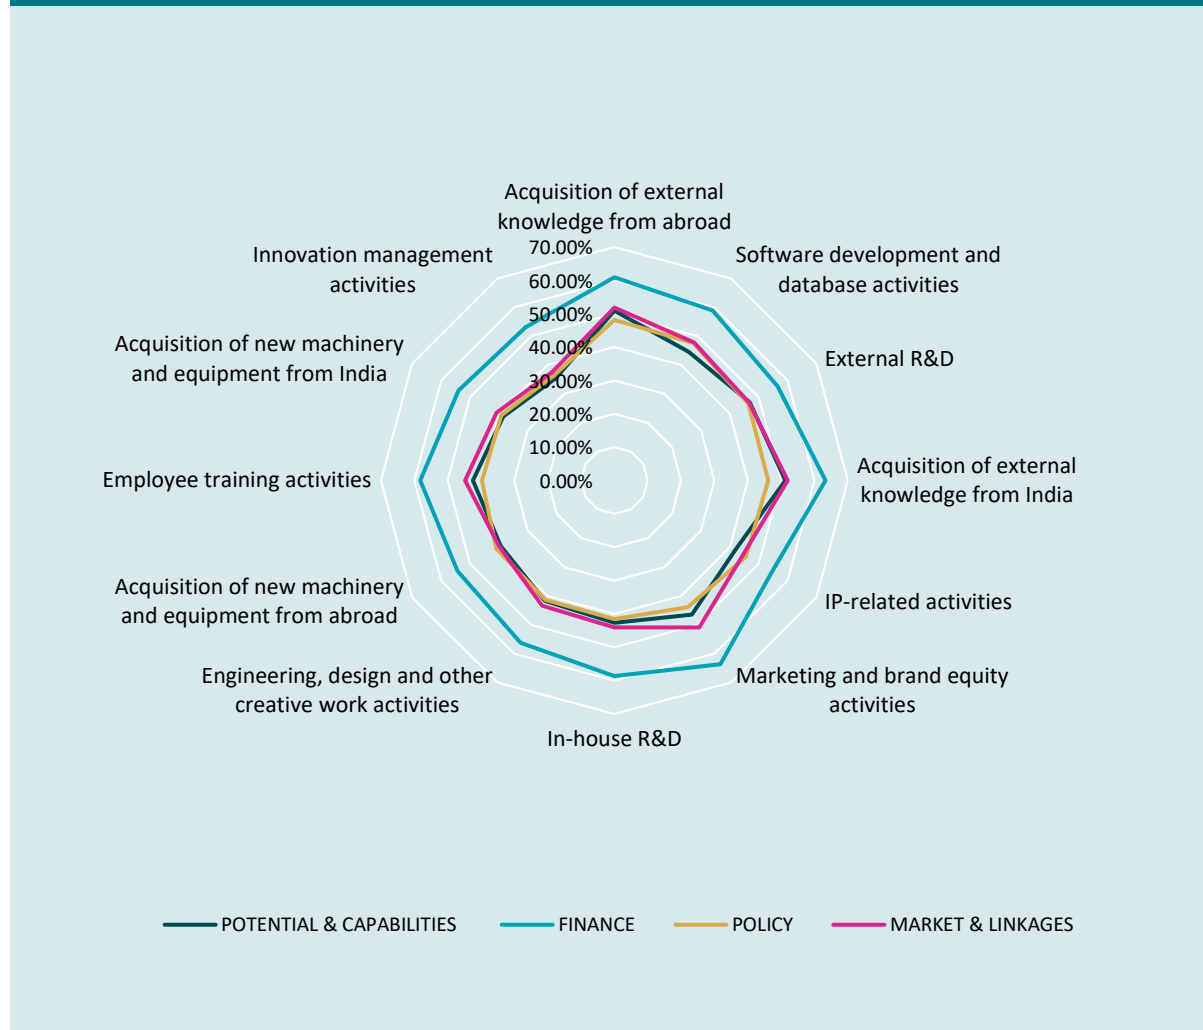 Acquisition of external
knowledge from abroad
Software development and
database activities
External R&D
Acquisition of external
knowledge from India
IP-related activities
Marketing and brand equity
activities
In-house R&D
Engineering, design and other
creative work activities
Acquisition of new machinery
and equipment from abroad
Employee training activities
Acquisition of new machinery
and equipment from India
Innovation management
activities
70.00%
60.00%
50.00%
40.00%
30.00%
20.00%
10.00%
0.00%
POTENTIAL & CAPABILITIES
FINANCE
POLICY
MARKET & LINKAGES